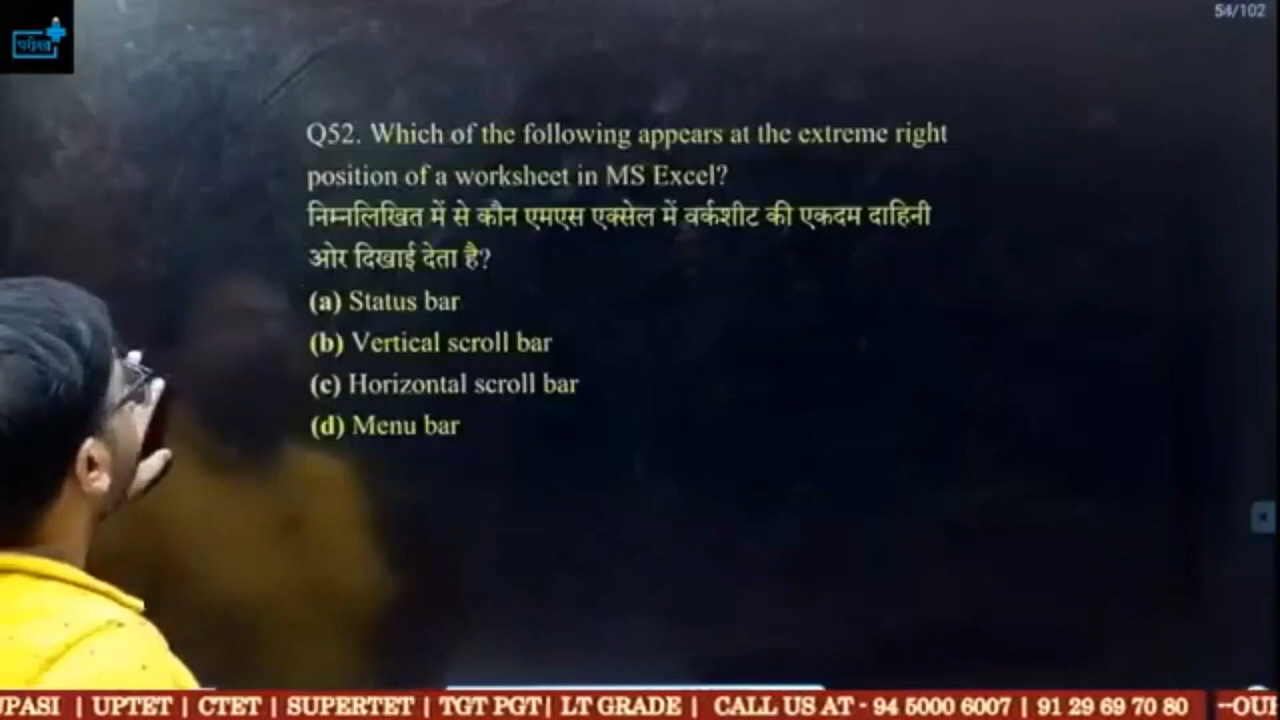 परीक्षा
54/102
Q52. Which of the following appears at the extreme right
position of a worksheet in MS Excel?
निम्नलिखित में से कौन एमएस एक्सेल में वर्कशीट की एकदम दाहिनी
ओर दिखाई देता है?
(a) Status bar
(b) Vertical scroll bar
(c) Horizontal scroll bar
(d) Menu bar
UPASI | UPTET | CTET | SUPERTET | TGT PGT | LT GRADE | CALL US AT - 94 5000 6007 | 91 29 69 70 80 --OUR